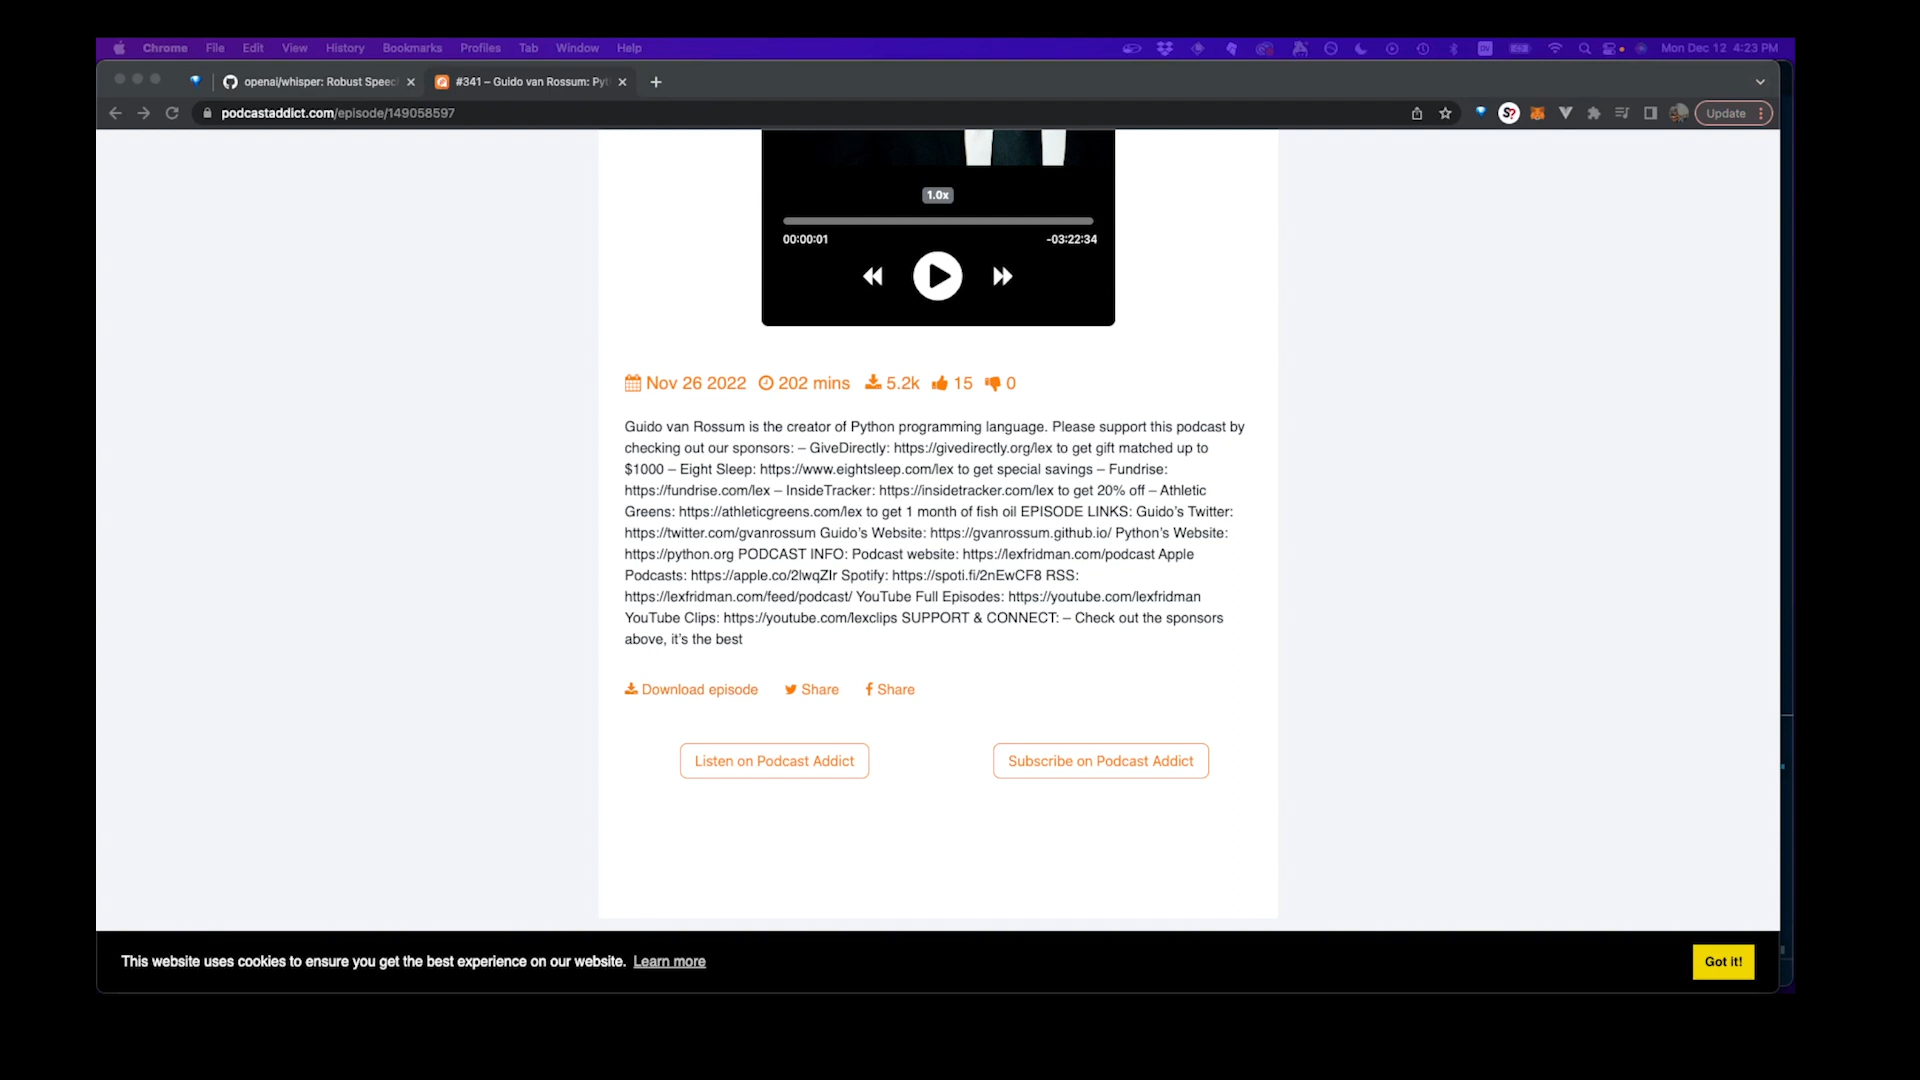 Chrome File Edit View History Bookmarks Profiles Tab Window Help Mon Dec 12 4:23 PM
openai/whisper: Robust Speec #341 – Guido van Rossum: Pyt
podcastaddict.com/episode/149058597 Update
1.0x
00:00:01 -03:22:34
Nov 26 2022 202 mins 5.2k 15 0
Guido van Rossum is the creator of Python programming language. Please support this podcast by
checking out our sponsors: – GiveDirectly: https://givedirectly.org/lex to get gift matched up to
$1000 – Eight Sleep: https://www.eightsleep.com/lex to get special savings – Fundrise:
https://fundrise.com/lex – InsideTracker: https://insidetracker.com/lex to get 20% off – Athletic
Greens: https://athleticgreens.com/lex to get 1 month of fish oil EPISODE LINKS: Guido’s Twitter:
https://twitter.com/gvanrossum Guido’s Website: https://gvanrossum.github.io/ Python’s Website:
https://python.org PODCAST INFO: Podcast website: https://lexfridman.com/podcast Apple
Podcasts: https://apple.co/2lwqZIr Spotify: https://spoti.fi/2nEwCF8 RSS:
https://lexfridman.com/feed/podcast/ YouTube Full Episodes: https://youtube.com/lexfridman
YouTube Clips: https://youtube.com/lexclips SUPPORT & CONNECT: – Check out the sponsors
above, it’s the best
Download episode Share Share
Listen on Podcast Addict Subscribe on Podcast Addict
This website uses cookies to ensure you get the best experience on our website. Learn more Got it!